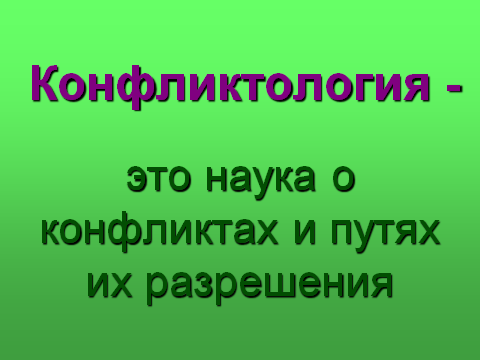 Конфликтология -
это наука о
конфликтах и путях
их разрешения